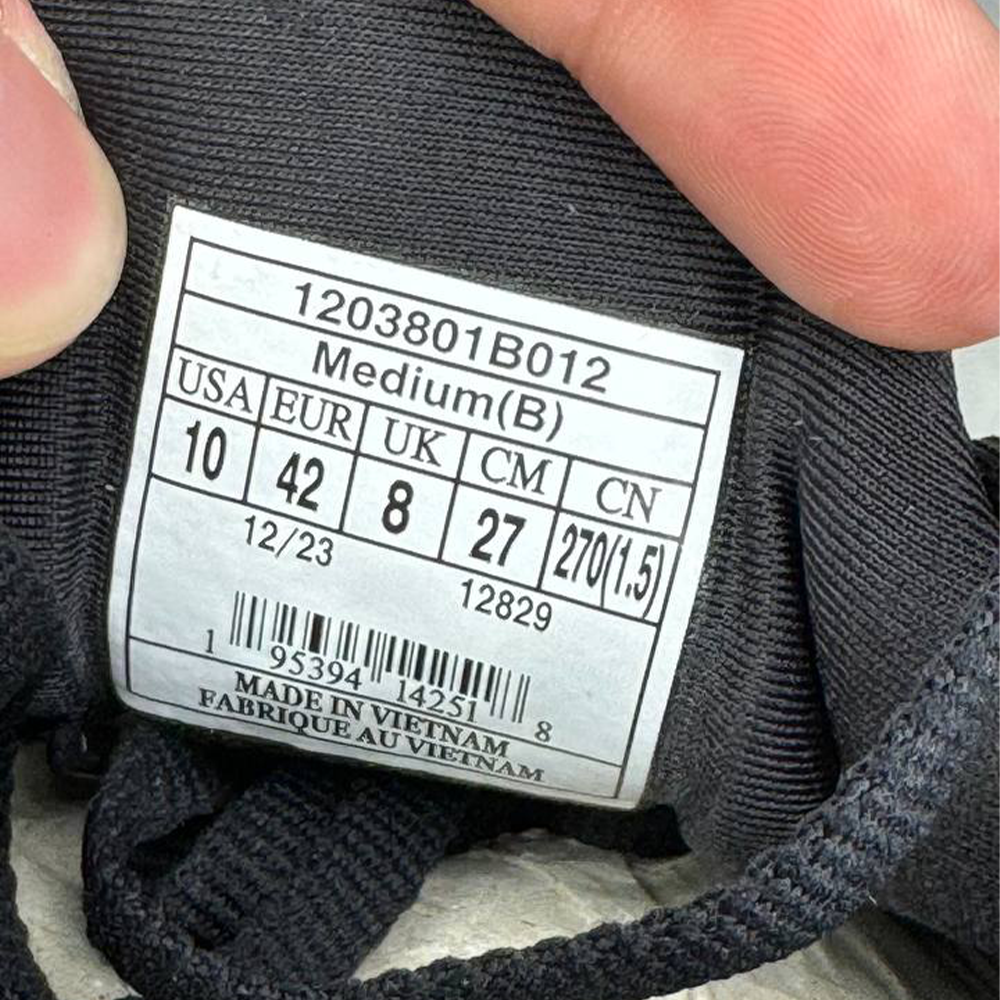 1203801B012
Medium(B)
USA EUR UK CM CN
10 42 8 27 270(1.5)
12/23 12829
1 95394 14251 8
MADE IN VIETNAM
FABRIQUE AU VIETNAM